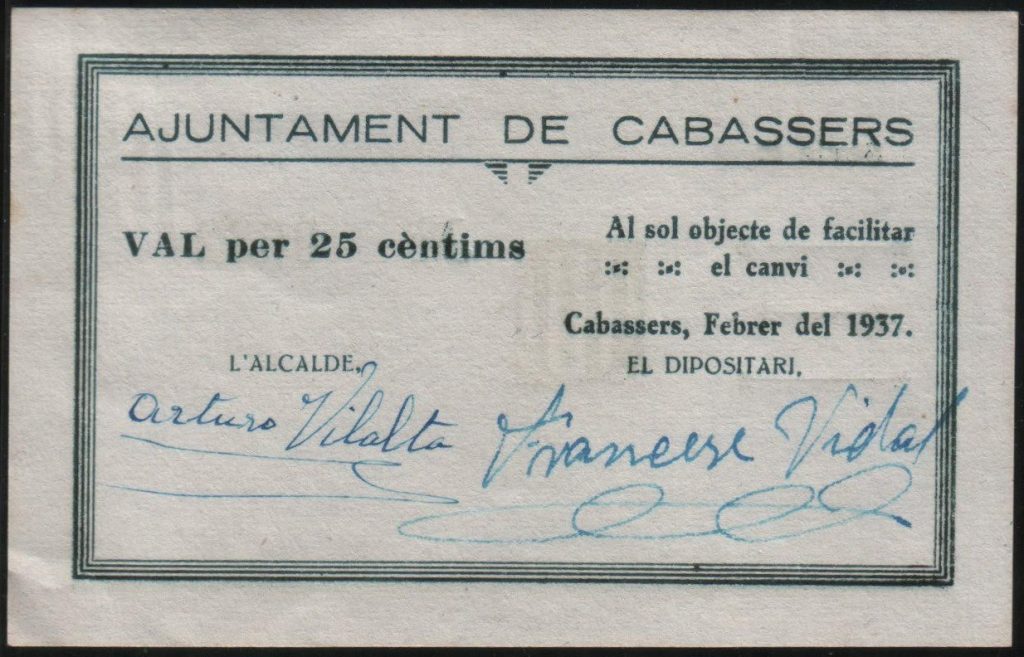 AJUNTAMENT DE CABASSERS
VAL per 25 cèntims
Al sol objecte de facilitar
el canvi
Cabassers, Febrer del 1937.
L'ALCALDE,
EL DIPOSITARI,
Arturo Vilalta
Francesc Vidal